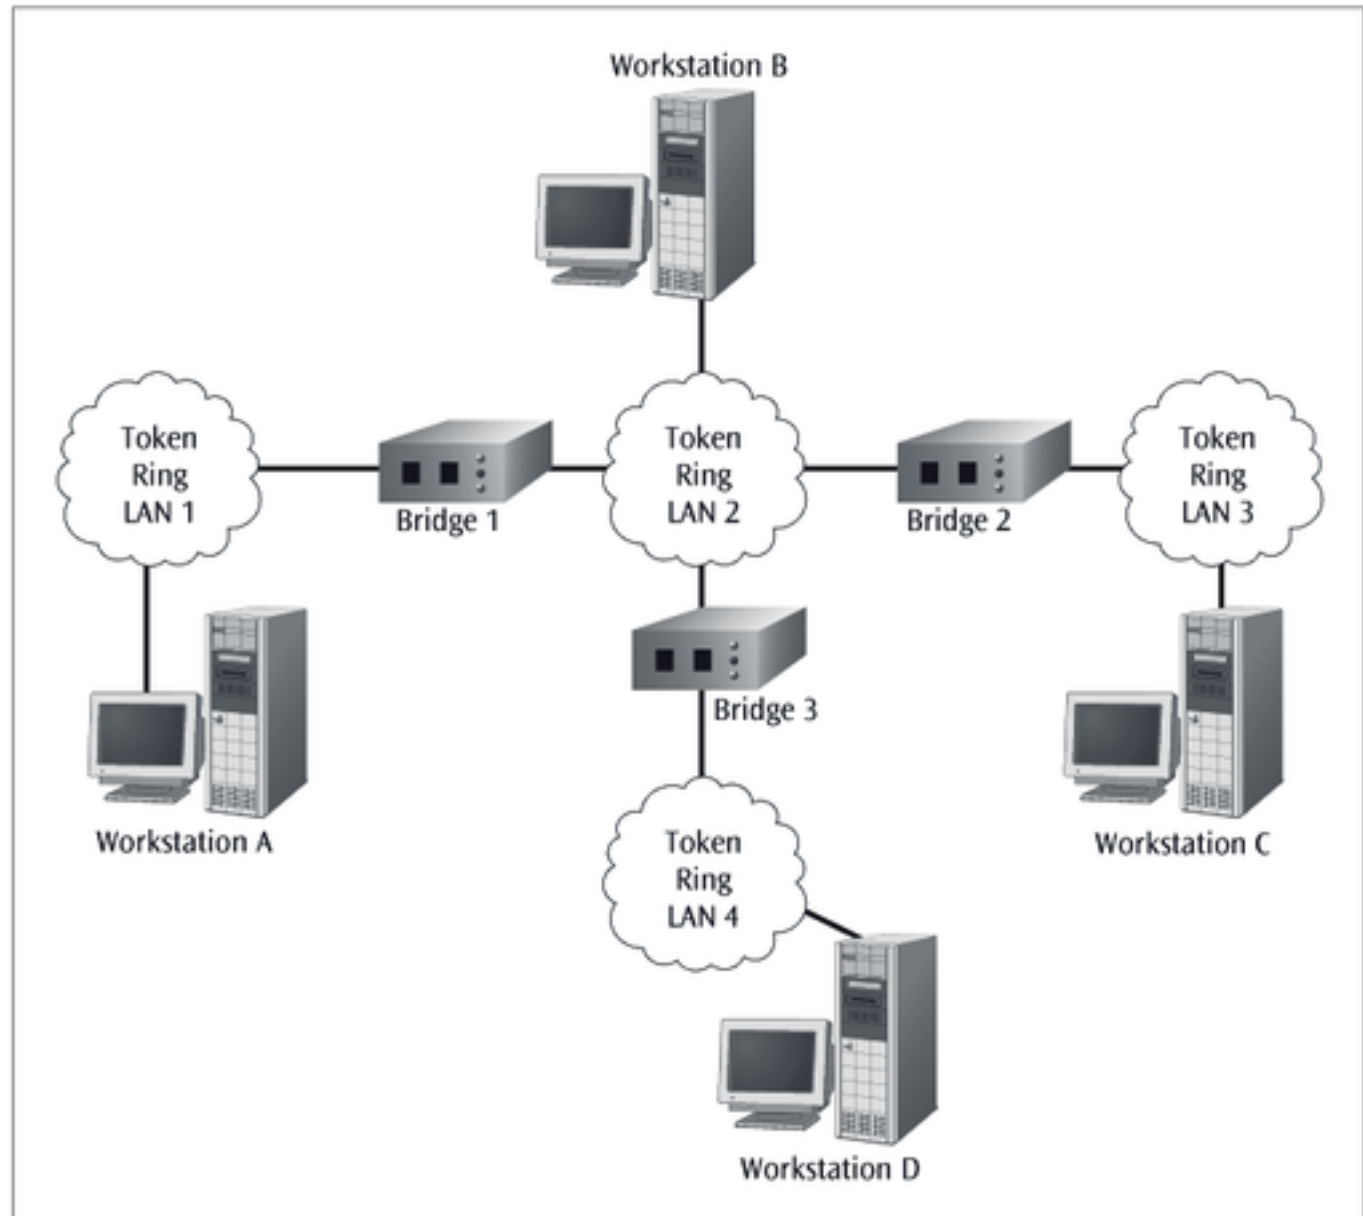 Workstation B
Token
Ring
LAN 1
Bridge 1
Token
Ring
LAN 2
Bridge 2
Token
Ring
LAN 3
Bridge 3
Workstation A
Token
Ring
LAN 4
Workstation C
Workstation D